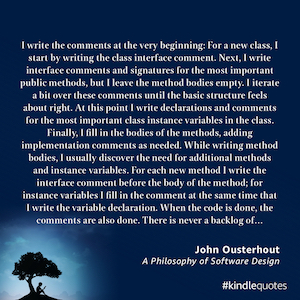 I write the comments at the very beginning: For a new class, I
start by writing the class interface comment. Next, I write
interface comments and signatures for the most important
public methods, but I leave the method bodies empty. I iterate
a bit over these comments until the basic structure feels
about right. At this point I write declarations and comments
for the most important class instance variables in the class.
Finally, I fill in the bodies of the methods, adding
implementation comments as needed. While writing method
bodies, I usually discover the need for additional methods
and instance variables. For each new method I write the
interface comment before the body of the method; for
instance variables I fill in the comment at the same time that
I write the variable declaration. When the code is done, the
comments are also done. There is never a backlog of…
John Ousterhout
A Philosophy of Software Design
#kindlequotes